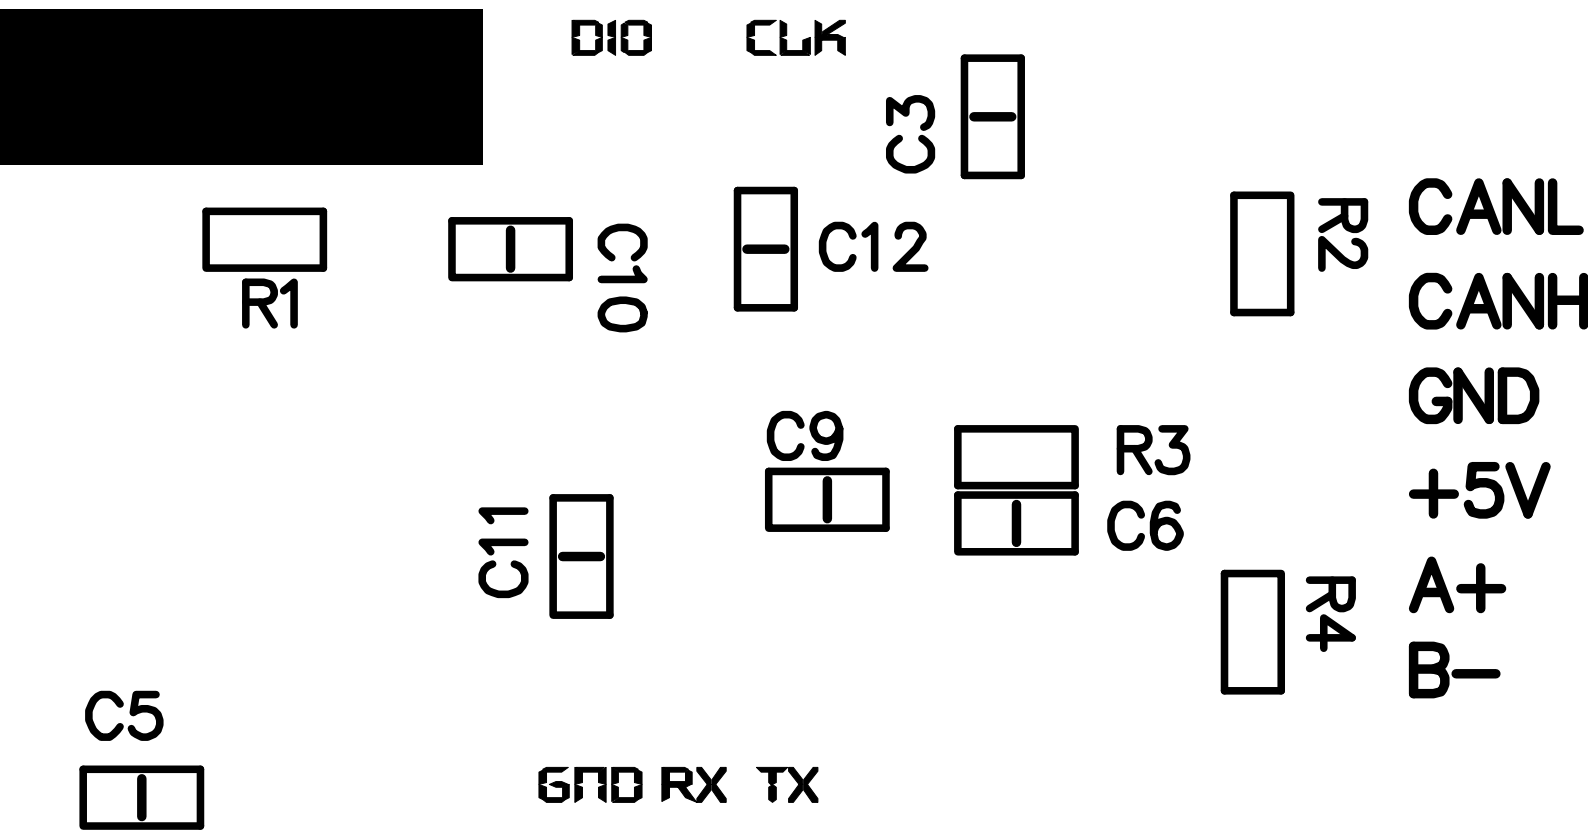 DIO CLK
C3
CANL
R2
C12
C10
R1
CANH
GND
C9
R3
+5V
C6
C11
A+
R4
B-
C5
GND RX TX